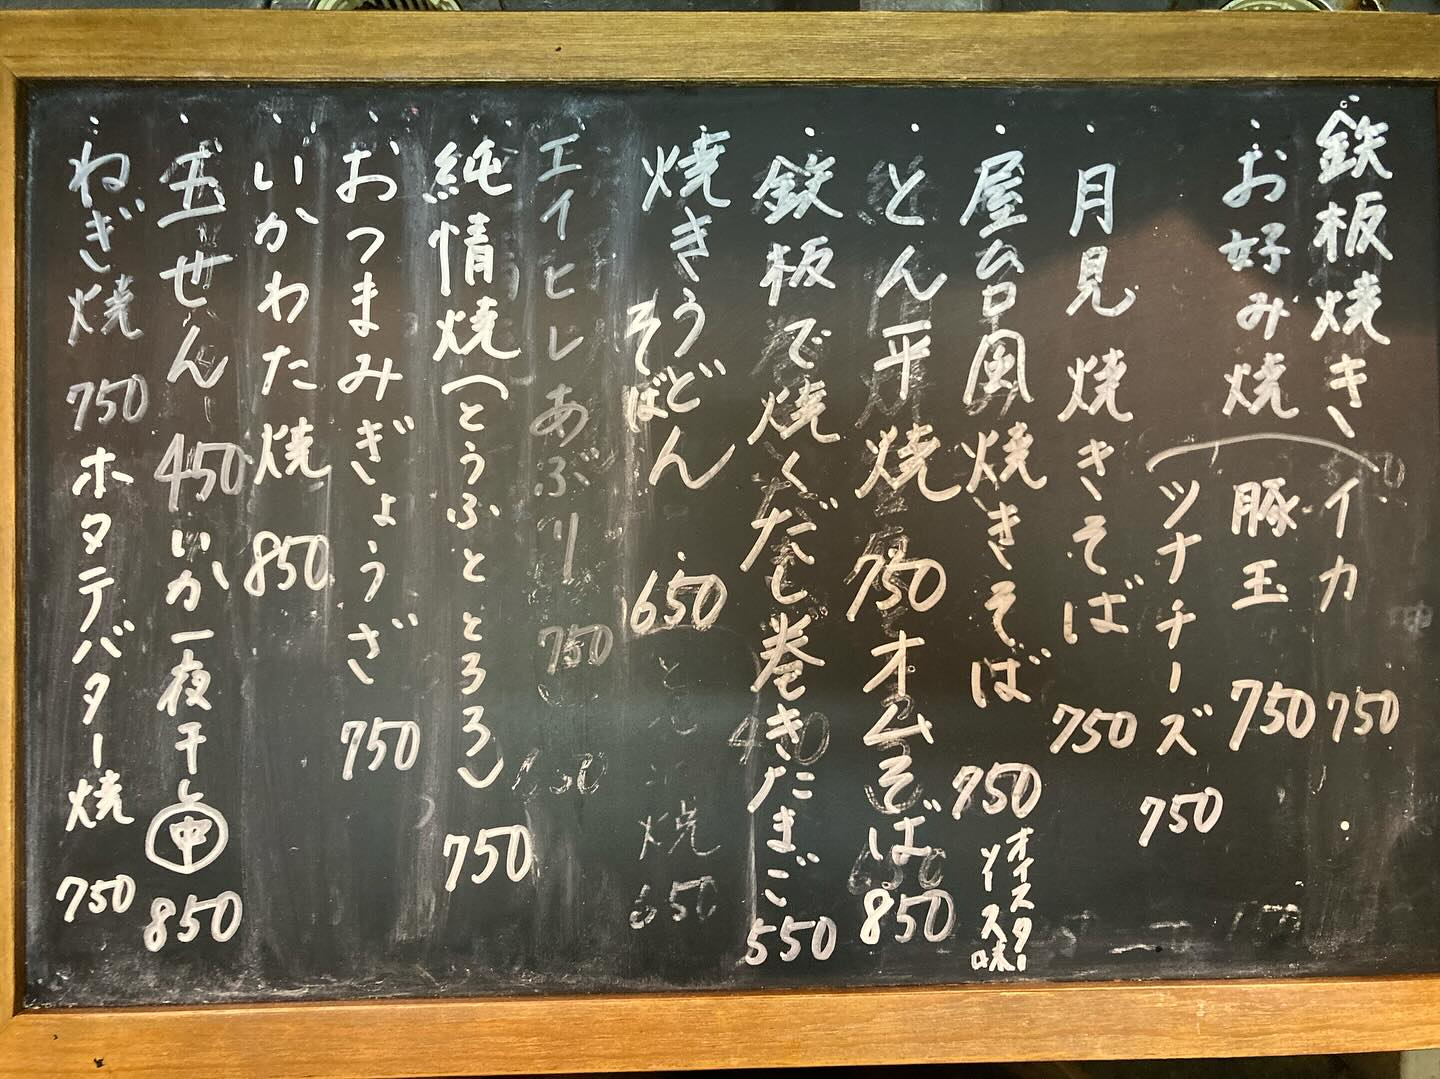 鉄板焼き
イカ 750
お好み焼
豚玉 750
ツナチーズ 750
月見焼きそば 750
屋台風焼きそば 750
オイスターソース味
とん平焼 750
オムそば 850
鉄板で焼くだし巻きたまご 550
焼きうどん 650
そば
エイヒレあぶり 750
純情焼(とうふととろろ) 750
おつまみぎょうざ 750
いかわた焼 850
玉せん 450
いか一夜干し 中 850
ねぎ焼 750
ホタテバター焼 750